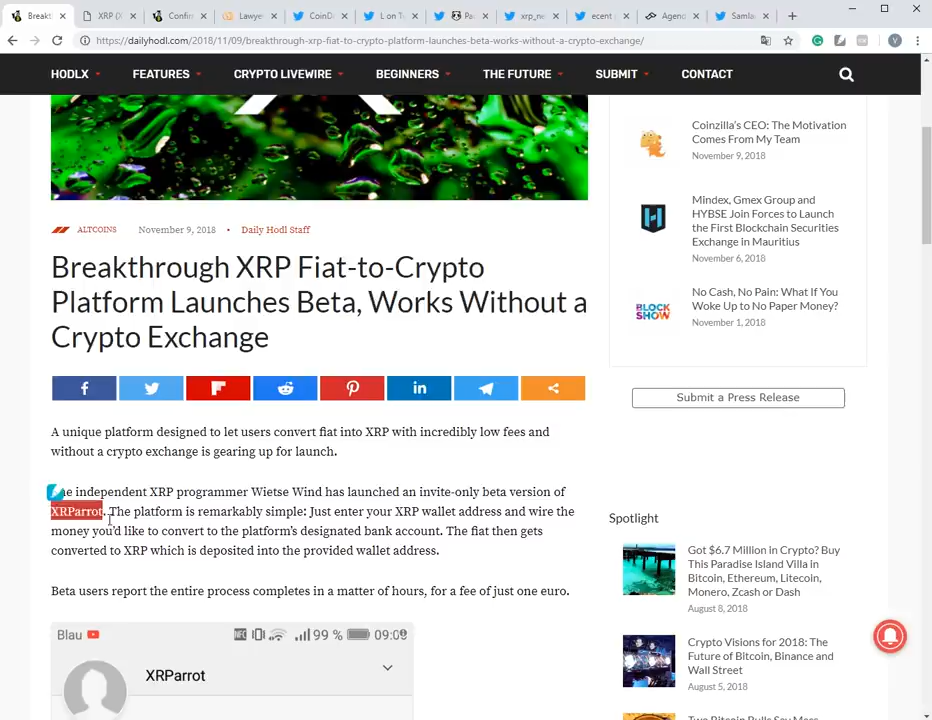 Breakth
XRP (X
Confirm
Lawye
CoinDa
L on T
Pa
xrp_ne
ecent
Agend
Samla
https://dailyhodl.com/2018/11/09/breakthrough-xrp-fiat-to-crypto-platform-launches-beta-works-without-a-crypto-exchange/
V
HODLX
FEATURES
CRYPTO LIVEWIRE
BEGINNERS
THE FUTURE
SUBMIT
CONTACT
ALTCOINS
November 9, 2018
Daily Hodl Staff
Breakthrough XRP Fiat-to-Crypto
Platform Launches Beta, Works Without a
Crypto Exchange
A unique platform designed to let users convert fiat into XRP with incredibly low fees and
without a crypto exchange is gearing up for launch.
independent XRP programmer Wietse Wind has launched an invite-only beta version of
XRParrot. The platform is remarkably simple: Just enter your XRP wallet address and wire the
money you'd like to convert to the platform's designated bank account. The fiat then gets
converted to XRP which is deposited into the provided wallet address.
Beta users report the entire process completes in a matter of hours, for a fee of just one euro.
Blau
NFC
99 %
XRParrot
Coinzilla's CEO: The Motivation
Comes From My Team
November 9, 2018
Mindex, Gmex Group and
HYBSE Join Forces to Launch
the First Blockchain Securities
Exchange in Mauritius
November 6, 2018
BLOCK
SHOW
No Cash, No Pain: What If You
Woke Up to No Paper Money?
November 1, 2018
Submit a Press Release
Spotlight
Got $6.7 Million in Crypto? Buy
This Paradise Island Villa in
Bitcoin, Ethereum, Litecoin,
Monero, Zcash or Dash
August 8, 2018
Crypto Visions for 2018: The
Future of Bitcoin, Binance and
Wall Street
August 5, 2018